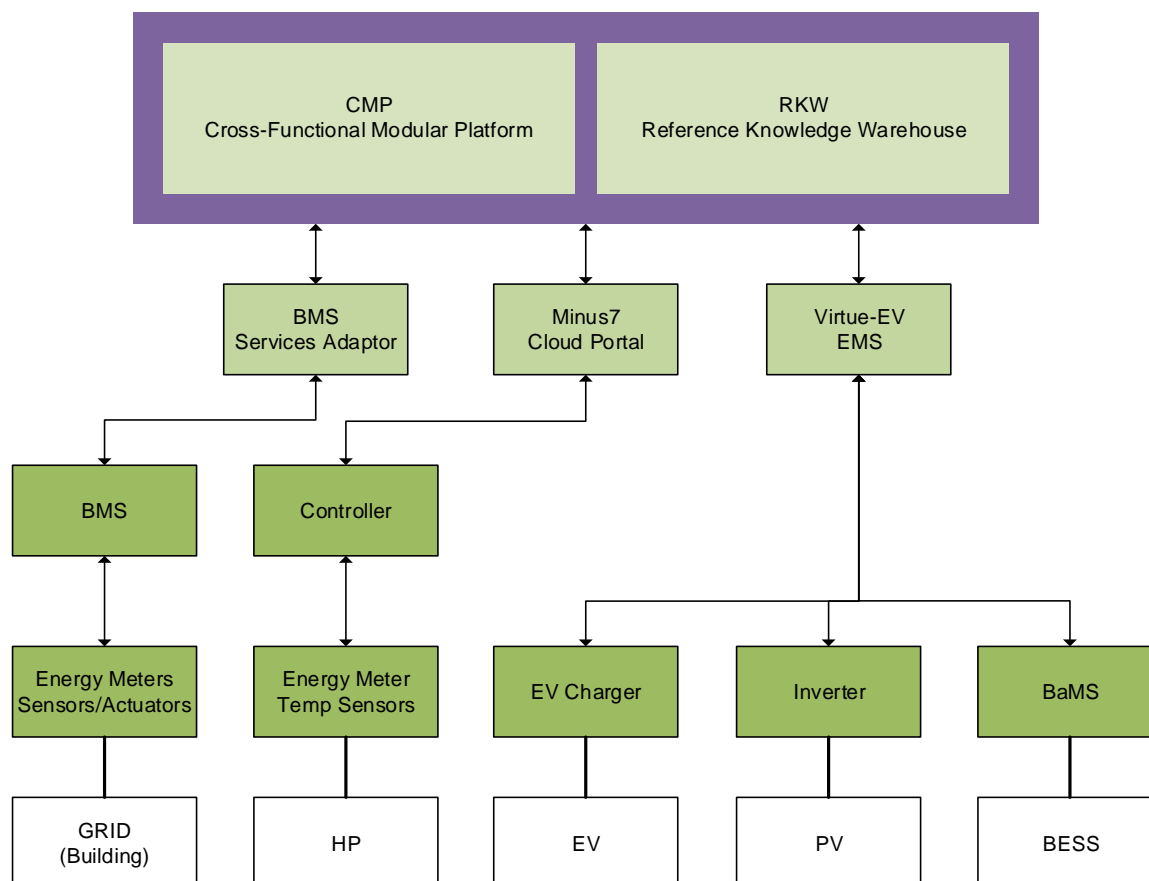 CMP
Cross-Functional Modular Platform
RKW
Reference Knowledge Warehouse
BMS
Services Adaptor
Minus7
Cloud Portal
Virtue-EV
EMS
BMS
Controller
Energy Meters
Sensors/Actuators
Energy Meter
Temp Sensors
EV Charger
Inverter
BaMS
GRID
(Building)
HP
EV
PV
BESS